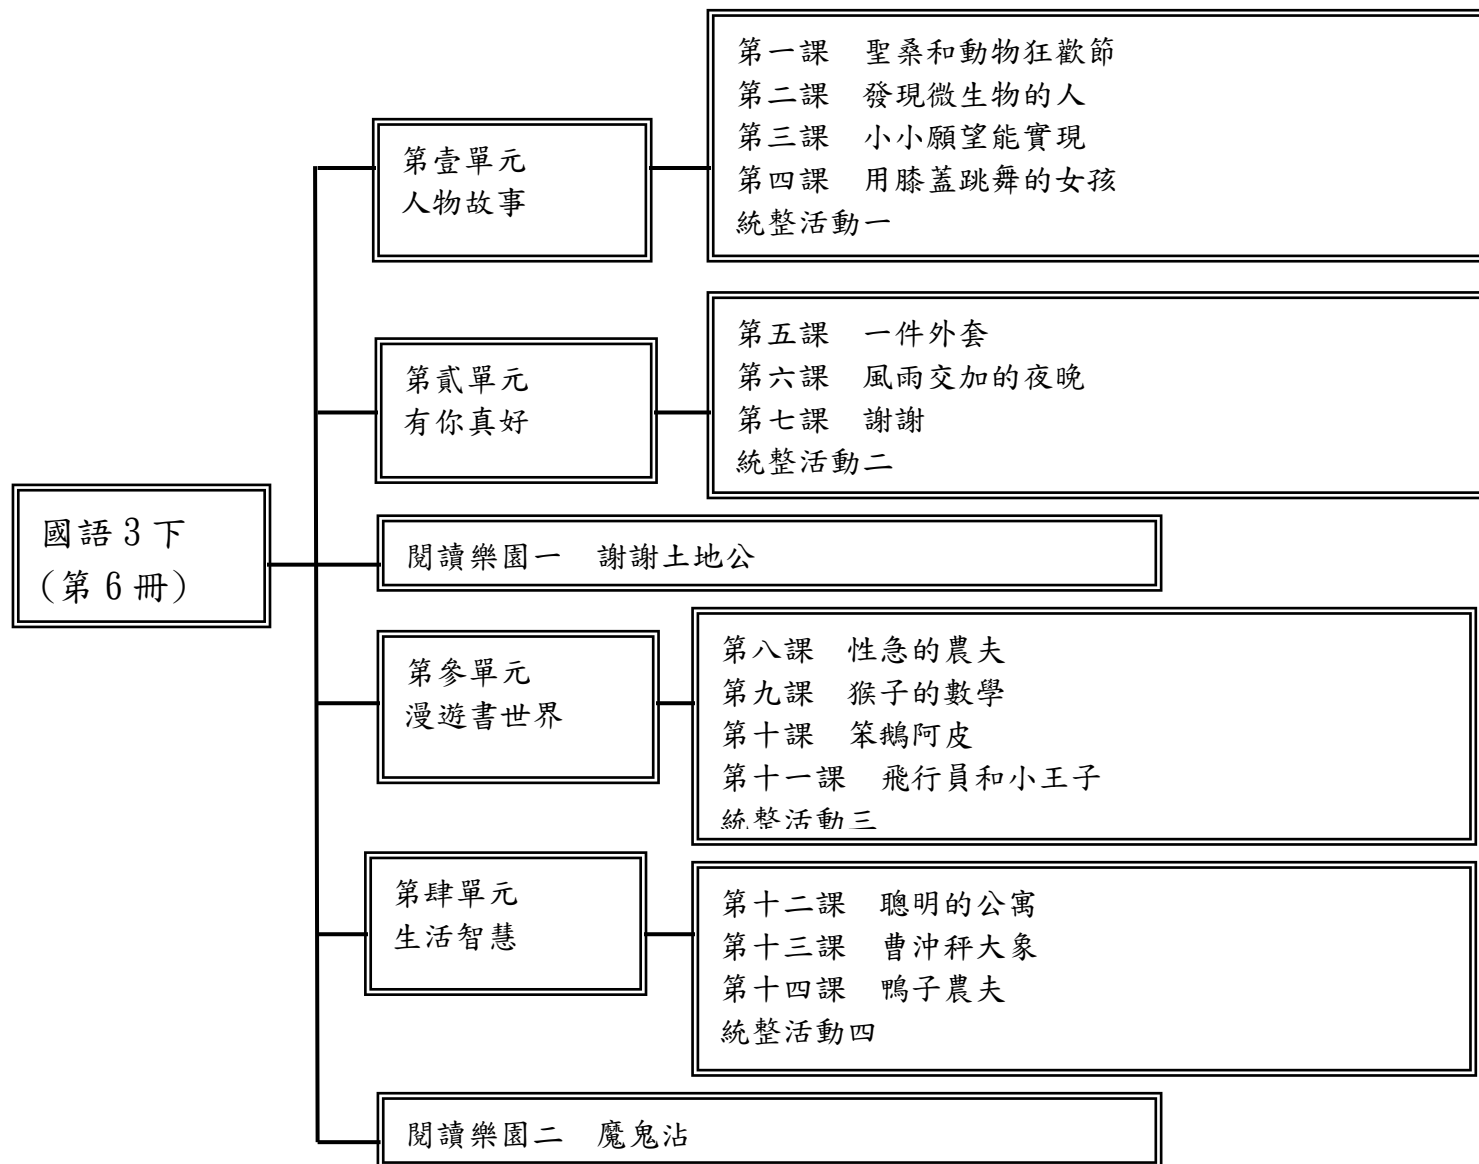 國語3下
（第6冊）
第壹單元
人物故事
第一課　聖桑和動物狂歡節
第二課　發現微生物的人
第三課　小小願望能實現
第四課　用膝蓋跳舞的女孩
統整活動一
第貳單元
有你真好
第五課　一件外套
第六課　風雨交加的夜晚
第七課　謝謝
統整活動二
閱讀樂園一　謝謝土地公
第參單元
漫遊書世界
第八課　性急的農夫
第九課　猴子的數學
第十課　笨鵝阿皮
第十一課　飛行員和小王子
統整活動三
第肆單元
生活智慧
第十二課　聰明的公寓
第十三課　曹沖秤大象
第十四課　鴨子農夫
統整活動四
閱讀樂園二　魔鬼沾